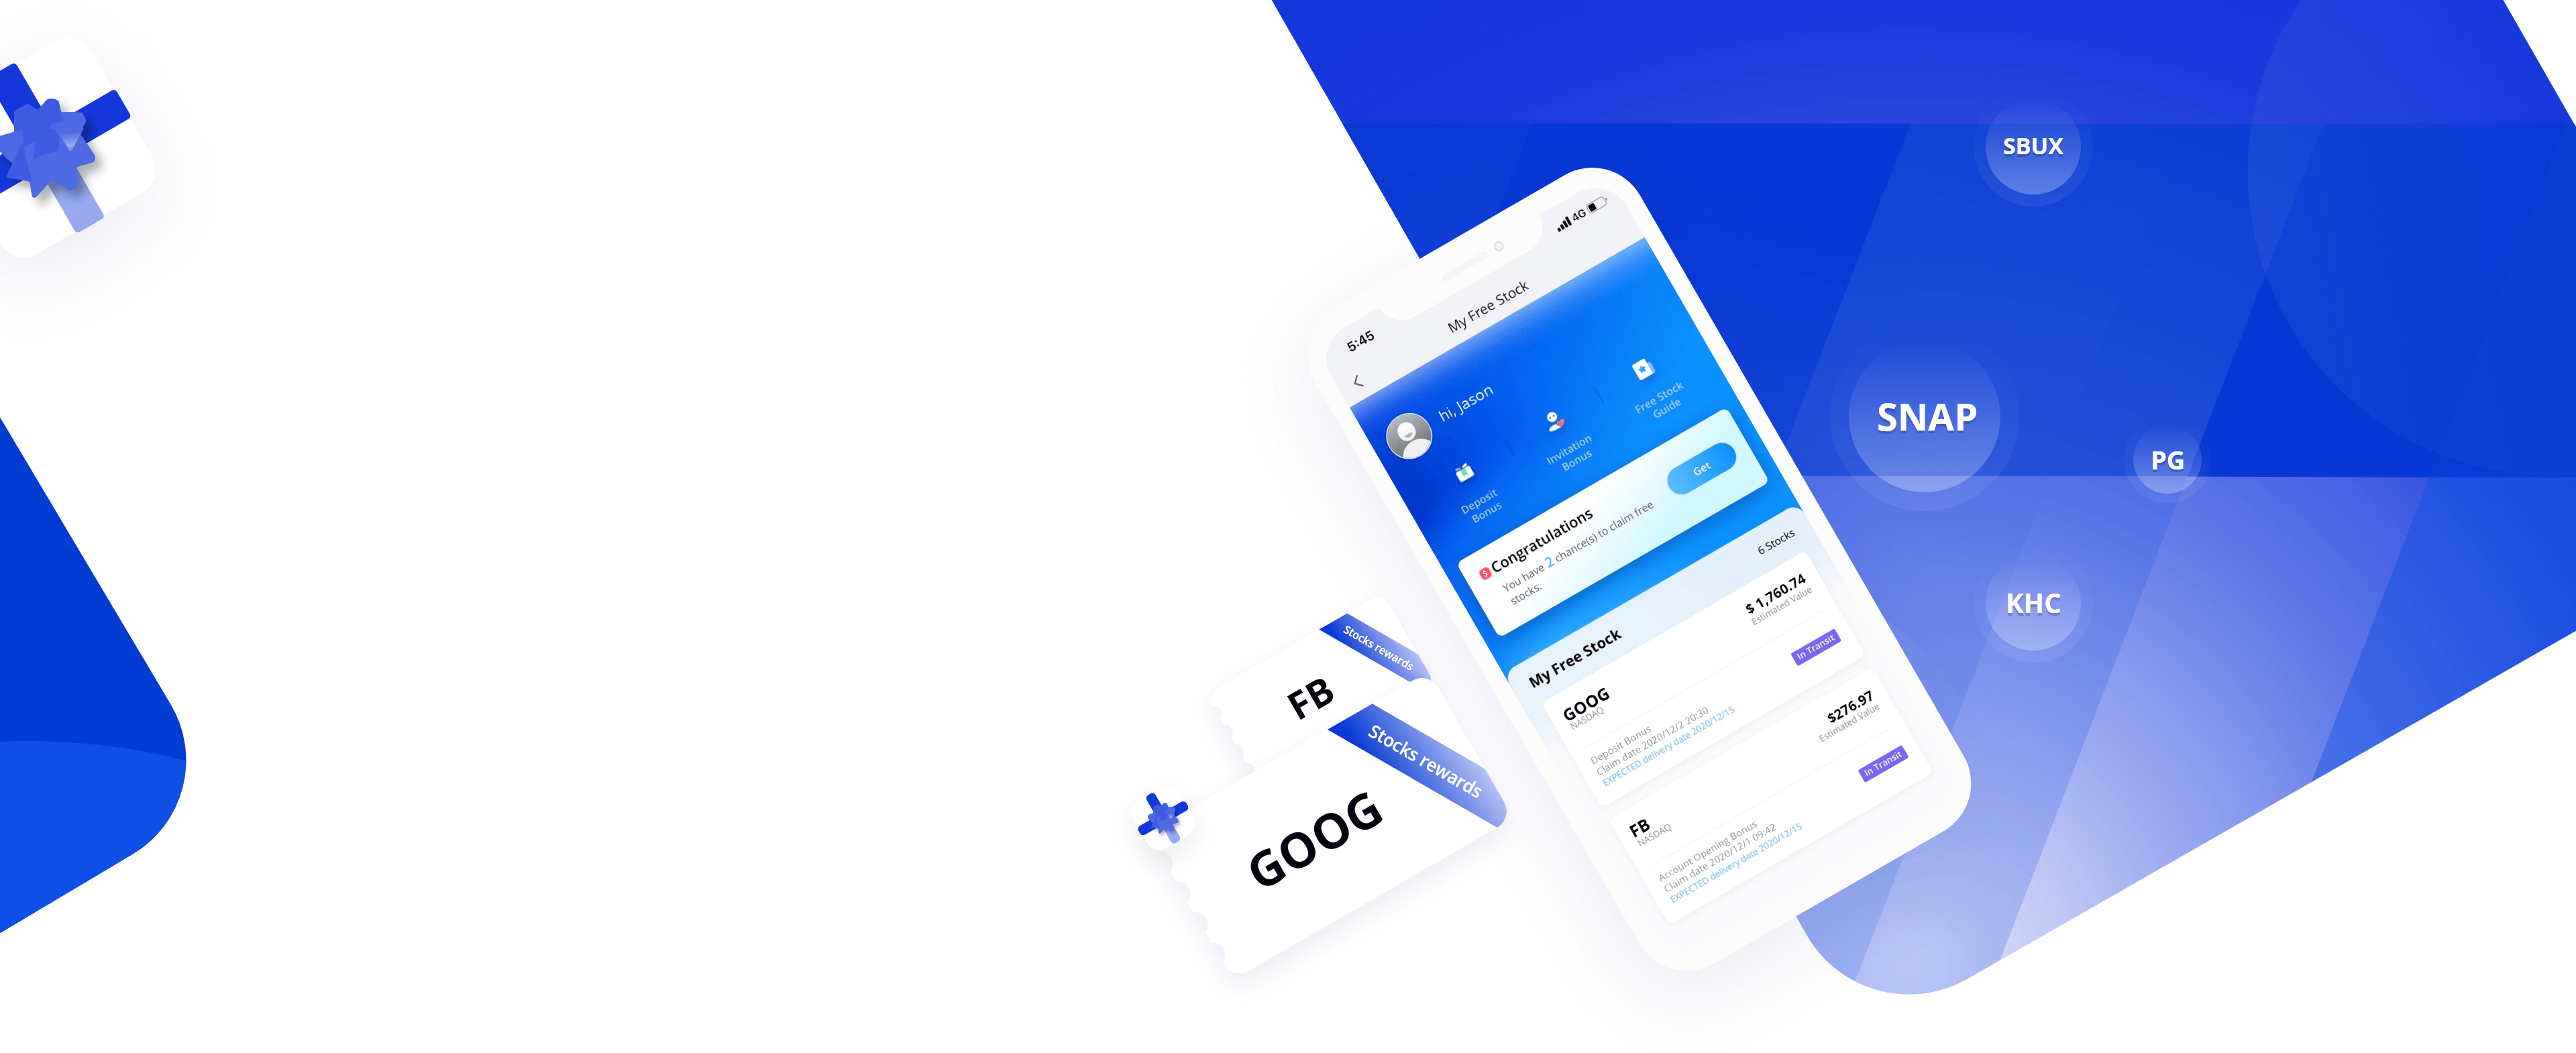 SBUX
SNAP
PG
KHC
5:45
4G
My Free Stock
hi, Jason
Deposit
Bonus
Invitation
Bonus
Free Stock
Guide
Congratulations
You have 2 chance(s) to claim free
stocks.
Get
My Free Stock
6 Stocks
GOOG
NASDAQ
$ 1,760.74
Estimated Value
In Transit
Deposit Bonus
Claim date 2020/12/2 20:30
EXPECTED delivery date 2020/12/15
FB
NASDAQ
$276.97
Estimated Value
In Transit
Account Opening Bonus
Claim date 2020/12/1 09:42
EXPECTED delivery date 2020/12/15
Stocks rewards
FB
Stocks rewards
GOOG